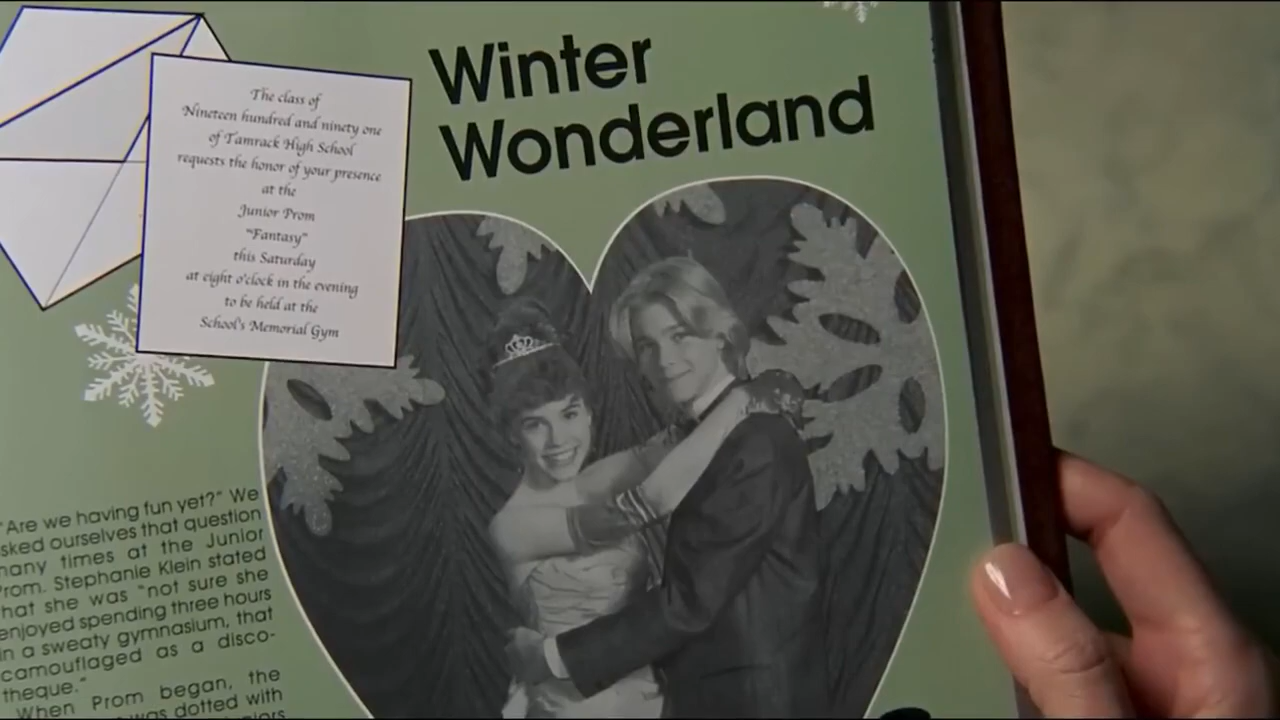 Winter
Wonderland
The class of
Nineteen hundred and ninety one
of Tamrack High School
requests the honor of your presence
at the
Junior Prom
"Fantasy"
this Saturday
at eight o'clock in the evening
to be held at the
School's Memorial Gym
"Are we having fun yet?" We
sked ourselves that question
many times at the Junior
Prom. Stephanie Klein stated
that she was "not sure she
enjoyed spending three hours
in a sweaty gymnasium, that
camouflaged as a disco-
theque."
When Prom began, the
was dotted with